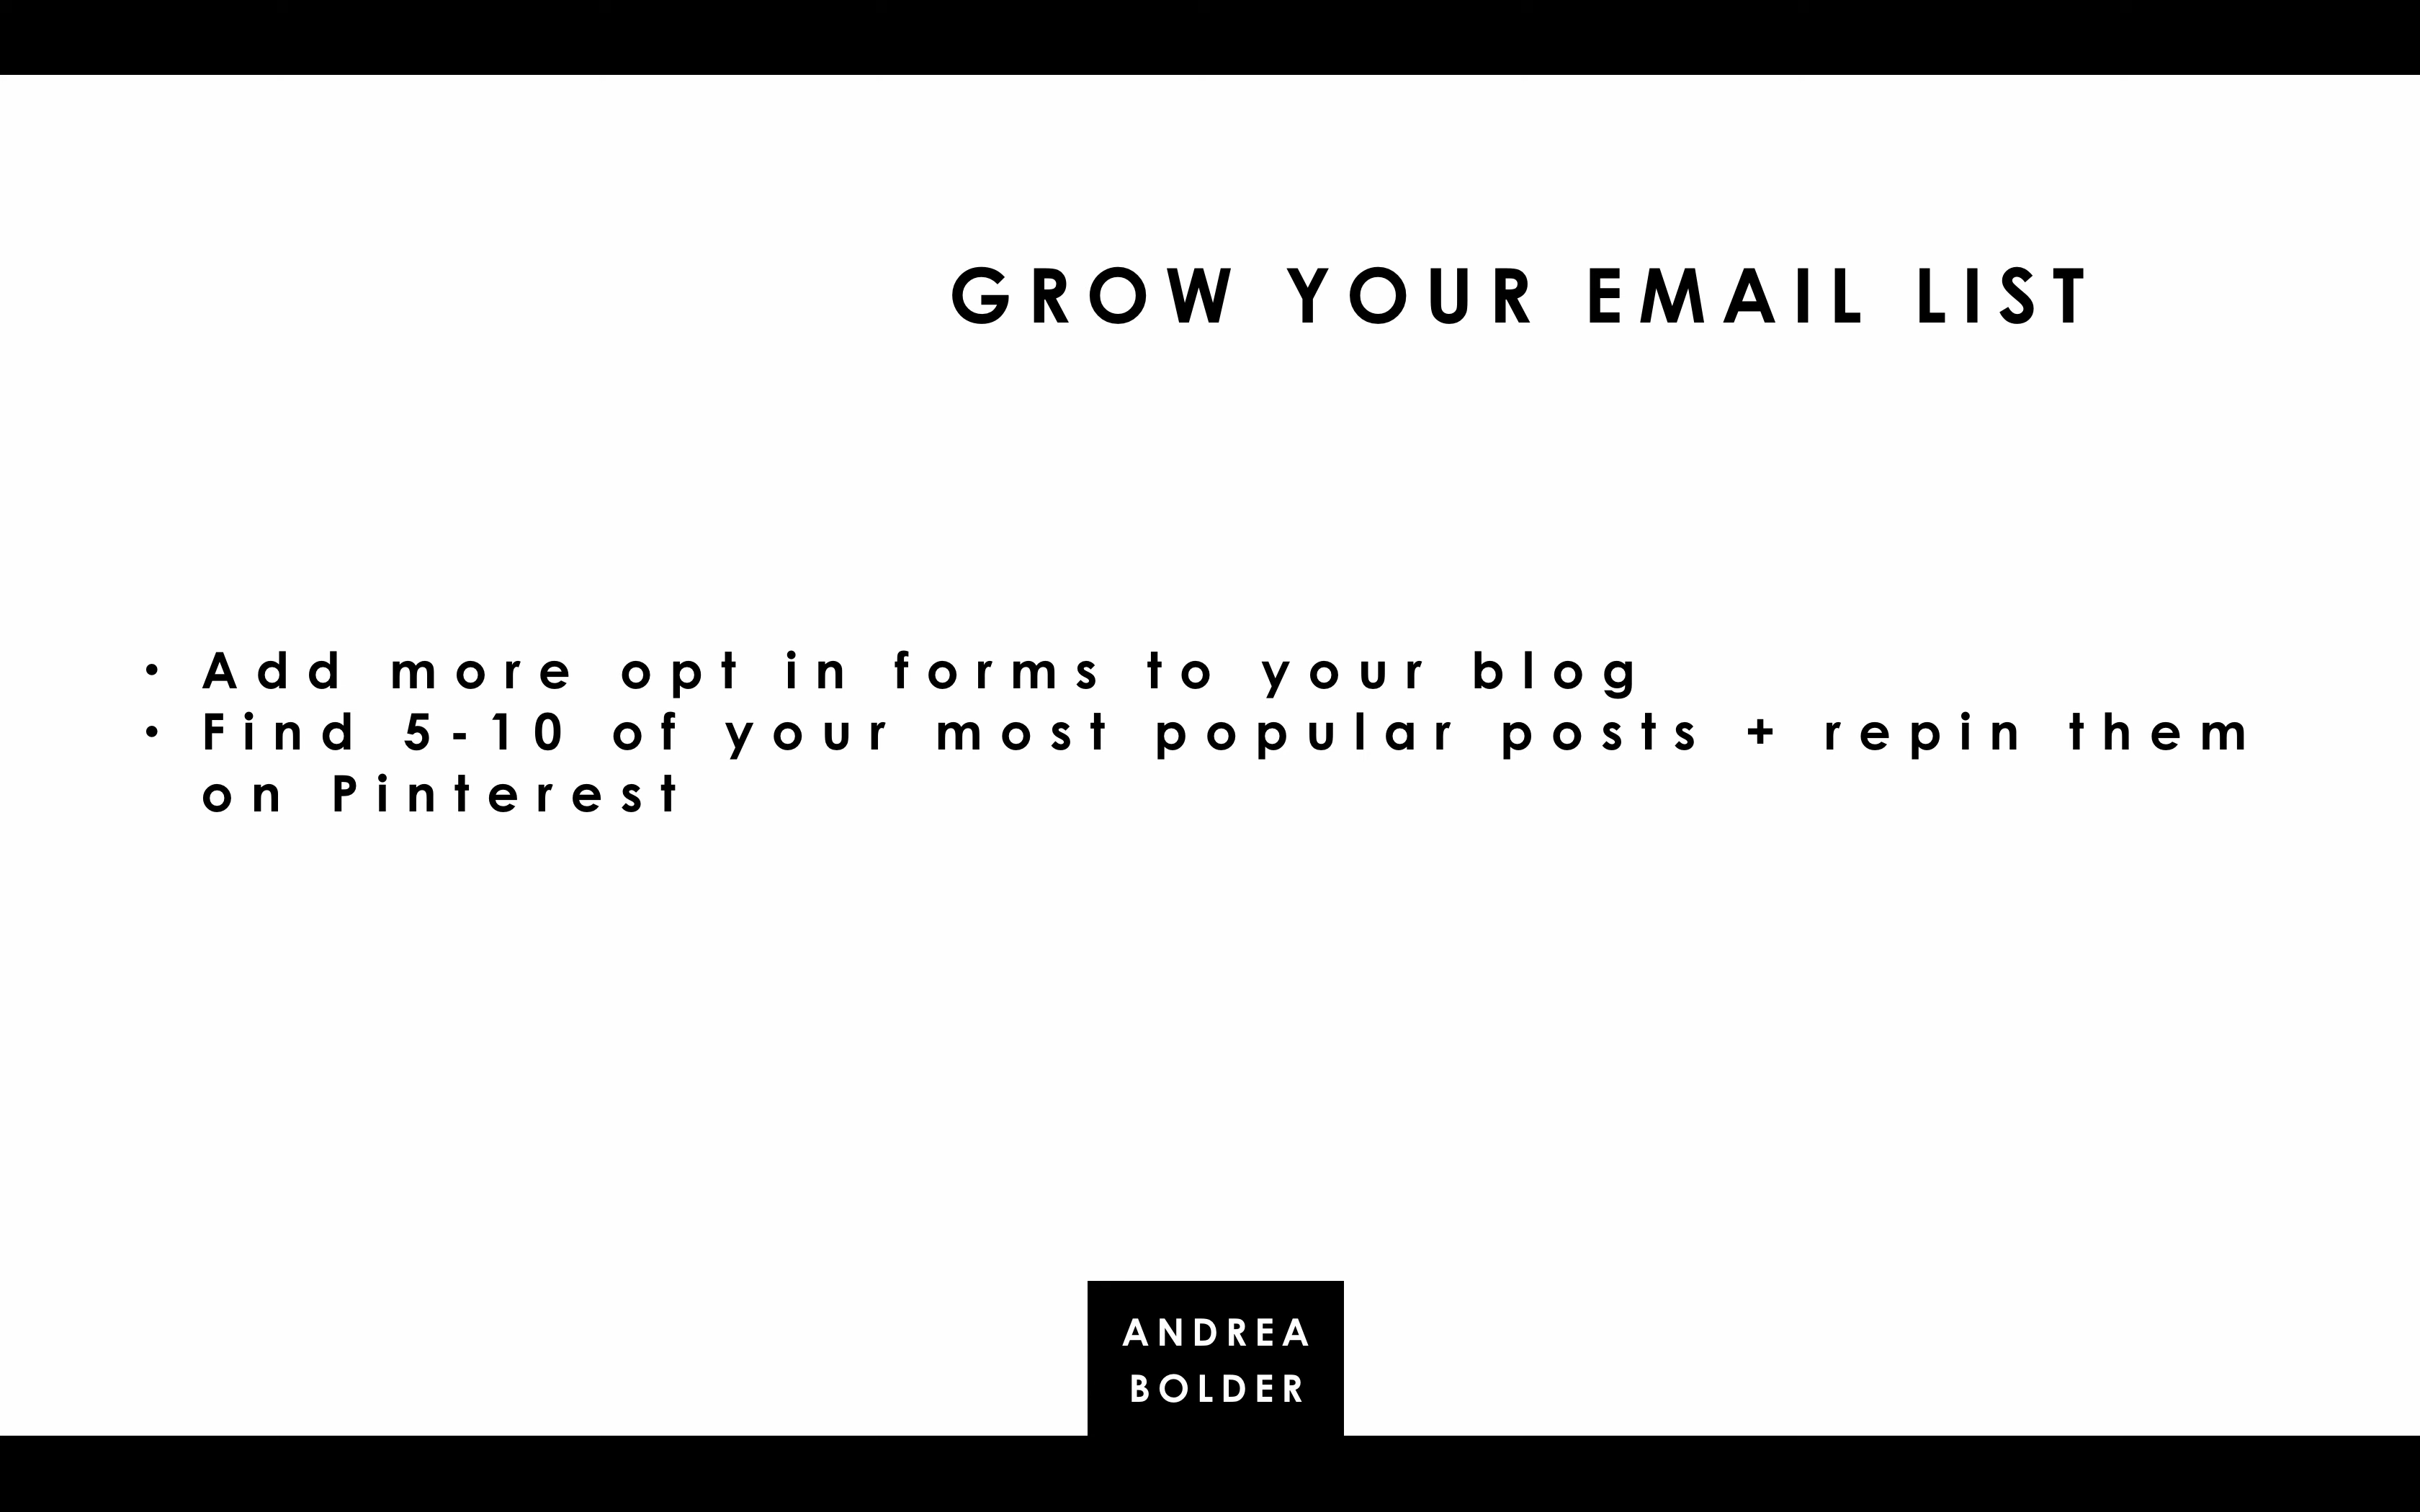 GROW YOUR EMAIL LIST
• Add more opt in forms to your blog
• Find 5-10 of your most popular posts + repin them
on Pinterest
ANDREA
BOLDER